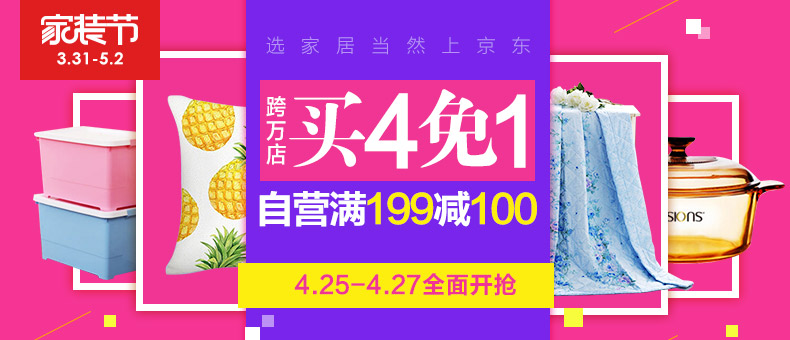 家装节
3.31-5.2
选家居当然上京东
跨万店
买4免1
自营满199减100
4.25-4.27全面开抢
SIONS